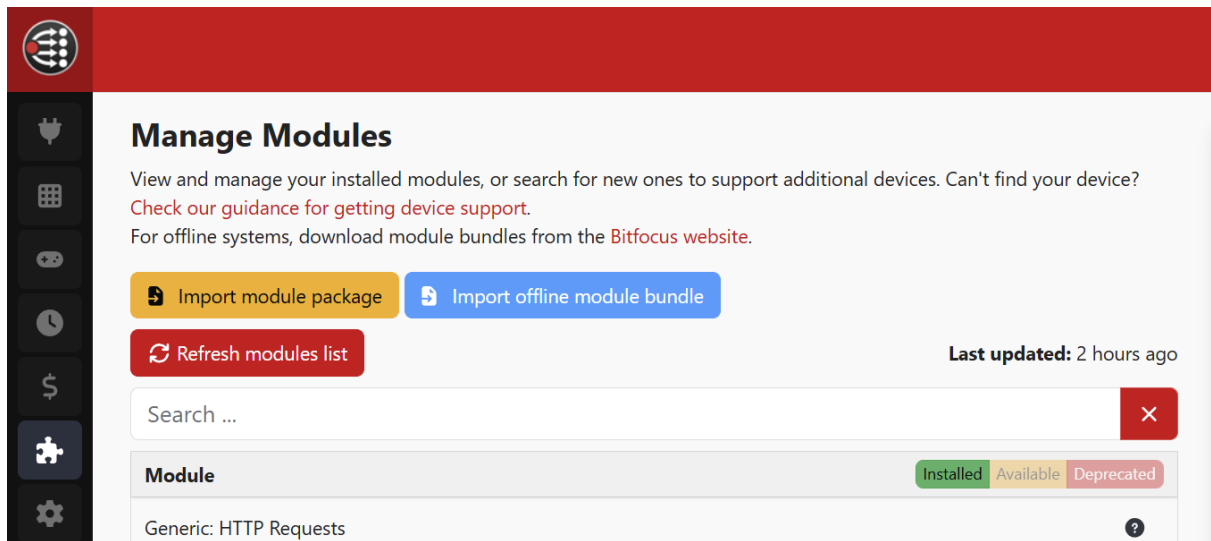 Manage Modules
View and manage your installed modules, or search for new ones to support additional devices. Can't find your device?
Check our guidance for getting device support.
For offline systems, download module bundles from the Bitfocus website.
Import module package Import offline module bundle
Refresh modules list Last updated: 2 hours ago
Search ...
Module Installed Available Deprecated
Generic: HTTP Requests